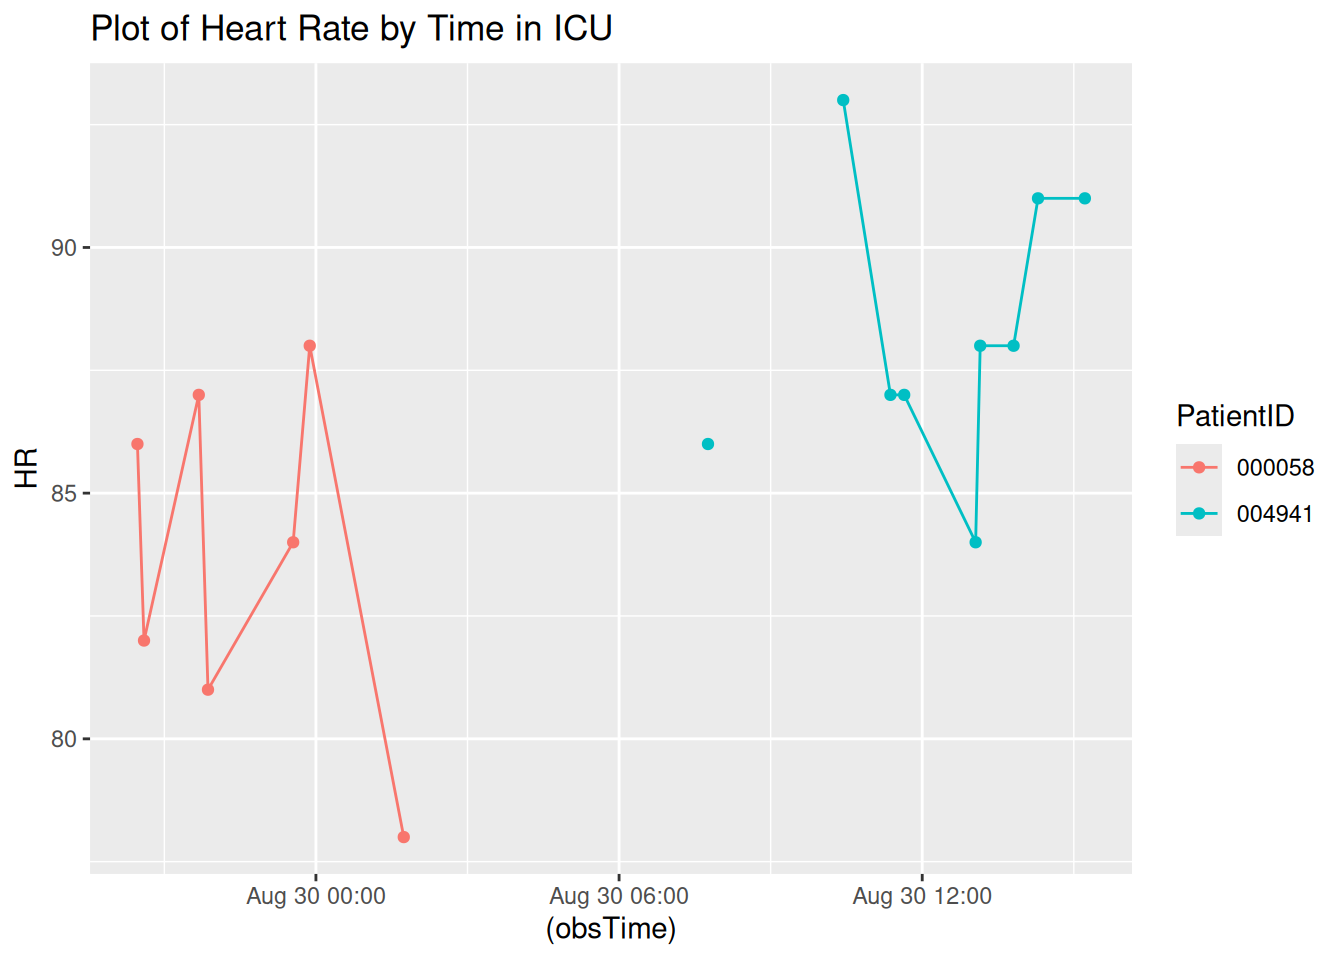 Plot of Heart Rate by Time in ICU
HR
90
85
80
Aug 30 00:00
Aug 30 06:00
Aug 30 12:00
(obsTime)
PatientID
000058
004941